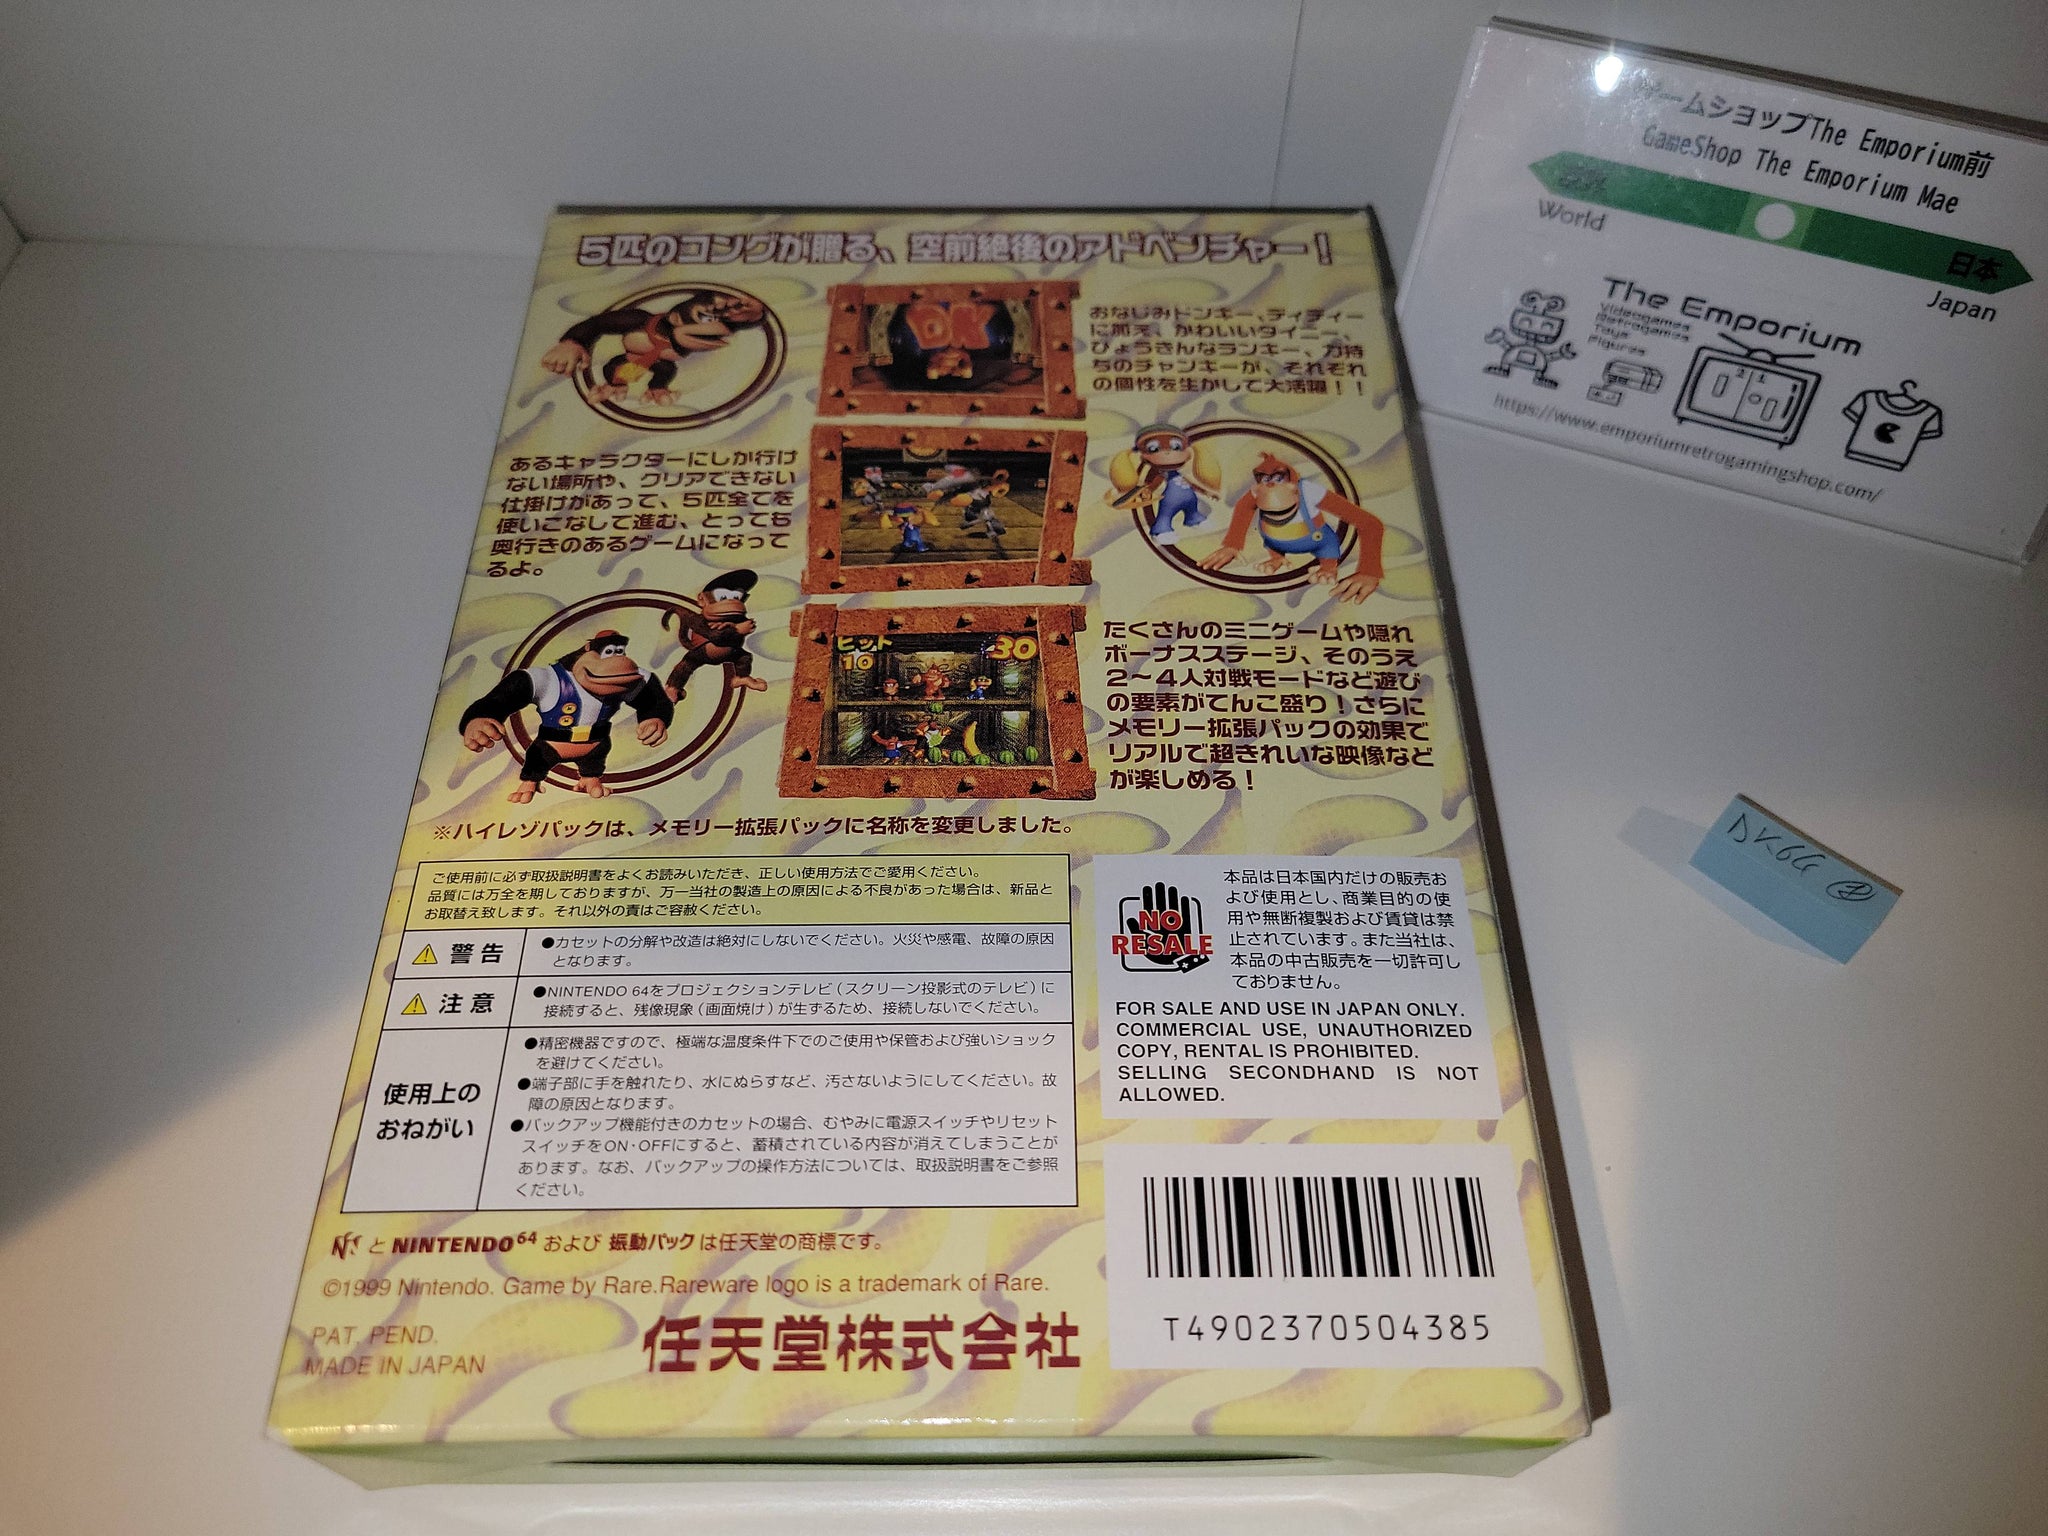 5匹のコングが贈る、空前絶後のアドベンチャー!
DK
おなじみドンキー、ディディー
に加え、かわいいタイニー、
ひょうきんなランキー、力持
ちのチャンキーが、それぞれ
の個性を生かして大活躍!!
あるキャラクターにしか行け
ない場所や、クリアできない
仕掛けがあって、5匹全てを
使いこなして進む、とっても
奥行きのあるゲームになって
るよ。
ヒット
10
30
たくさんのミニゲームや隠れ
ボーナスステージ、そのうえ
2〜4人対戦モードなど遊び
の要素がてんこ盛り!さらに
メモリー拡張パックの効果で
リアルで超きれいな映像など
が楽しめる!
※ハイレゾパックは、メモリー拡張パックに名称を変更しました。
ご使用前に必ず取扱説明書をよくお読みいただき、正しい使用方法でご愛用ください。
品質には万全を期しておりますが、万一当社の製造上の原因による不良があった場合は、新品と
お取替え致します。それ以外の責はご容赦ください。
警告
●カセットの分解や改造は絶対にしないでください。火災や感電、故障の原因
となります。
注意
●NINTENDO 64をプロジェクションテレビ(スクリーン投影式のテレビ)に
接続すると、残像現象(画面焼け)が生ずるため、接続しないでください。
使用上の
おねがい
●精密機器ですので、極端な温度条件下でのご使用や保管および強いショック
を避けてください。
●端子部に手を触れたり、水にぬらすなど、汚さないようにしてください。故
障の原因となります。
●バックアップ機能付きのカセットの場合、むやみに電源スイッチやリセット
スイッチをON・OFFにすると、蓄積されている内容が消えてしまうことが
あります。なお、バックアップの操作方法については、取扱説明書をご参照
ください。
NO
RESALE
本品は日本国内だけの販売お
よび使用とし、商業目的の使
用や無断複製および賃貸は禁
止されています。また当社は、
本品の中古販売を一切許可し
ておりません。
FOR SALE AND USE IN JAPAN ONLY.
COMMERCIAL USE, UNAUTHORIZED
COPY, RENTAL IS PROHIBITED.
SELLING SECONDHAND IS NOT
ALLOWED.
と NINTENDO64 および 振動パック は任天堂の商標です。
©1999 Nintendo. Game by Rare.Rareware logo is a trademark of Rare.
PAT. PEND.
MADE IN JAPAN
任天堂株式会社
T4902370504385
ゲームショップThe Emporium前
GameShop The Emporium Mae
World
日本
Japan
The Emporium
Videogames
Retrogames
Toys
Figures
https://www.emporiumretrogamingshop.com/
DK64